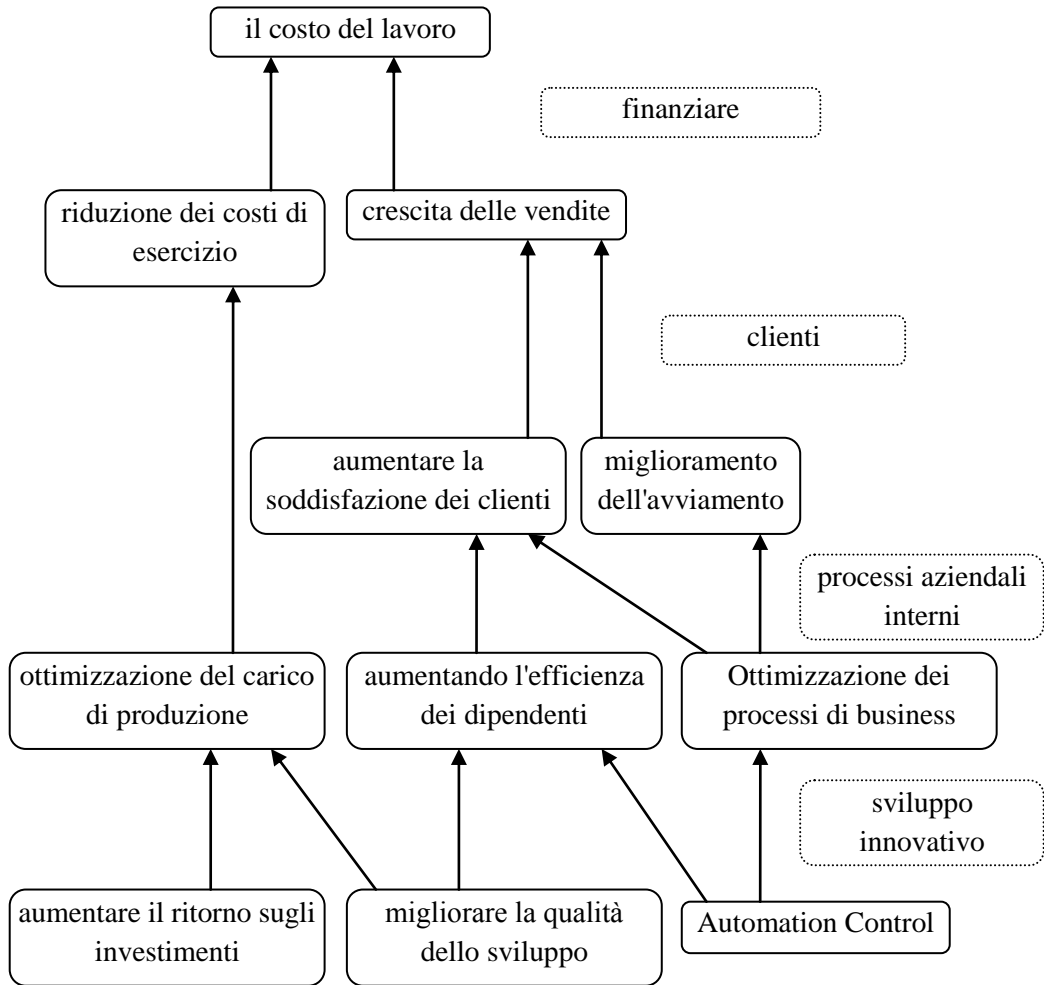 il costo del lavoro
finanziare
riduzione dei costi di
esercizio
crescita delle vendite
clienti
aumentare la
soddisfazione dei clienti
miglioramento
dell'avviamento
processi aziendali
interni
ottimizzazione del carico
di produzione
aumentando l'efficienza
dei dipendenti
Ottimizzazione dei
processi di business
sviluppo
innovativo
aumentare il ritorno sugli
investimenti
migliorare la qualità
dello sviluppo
Automation Control